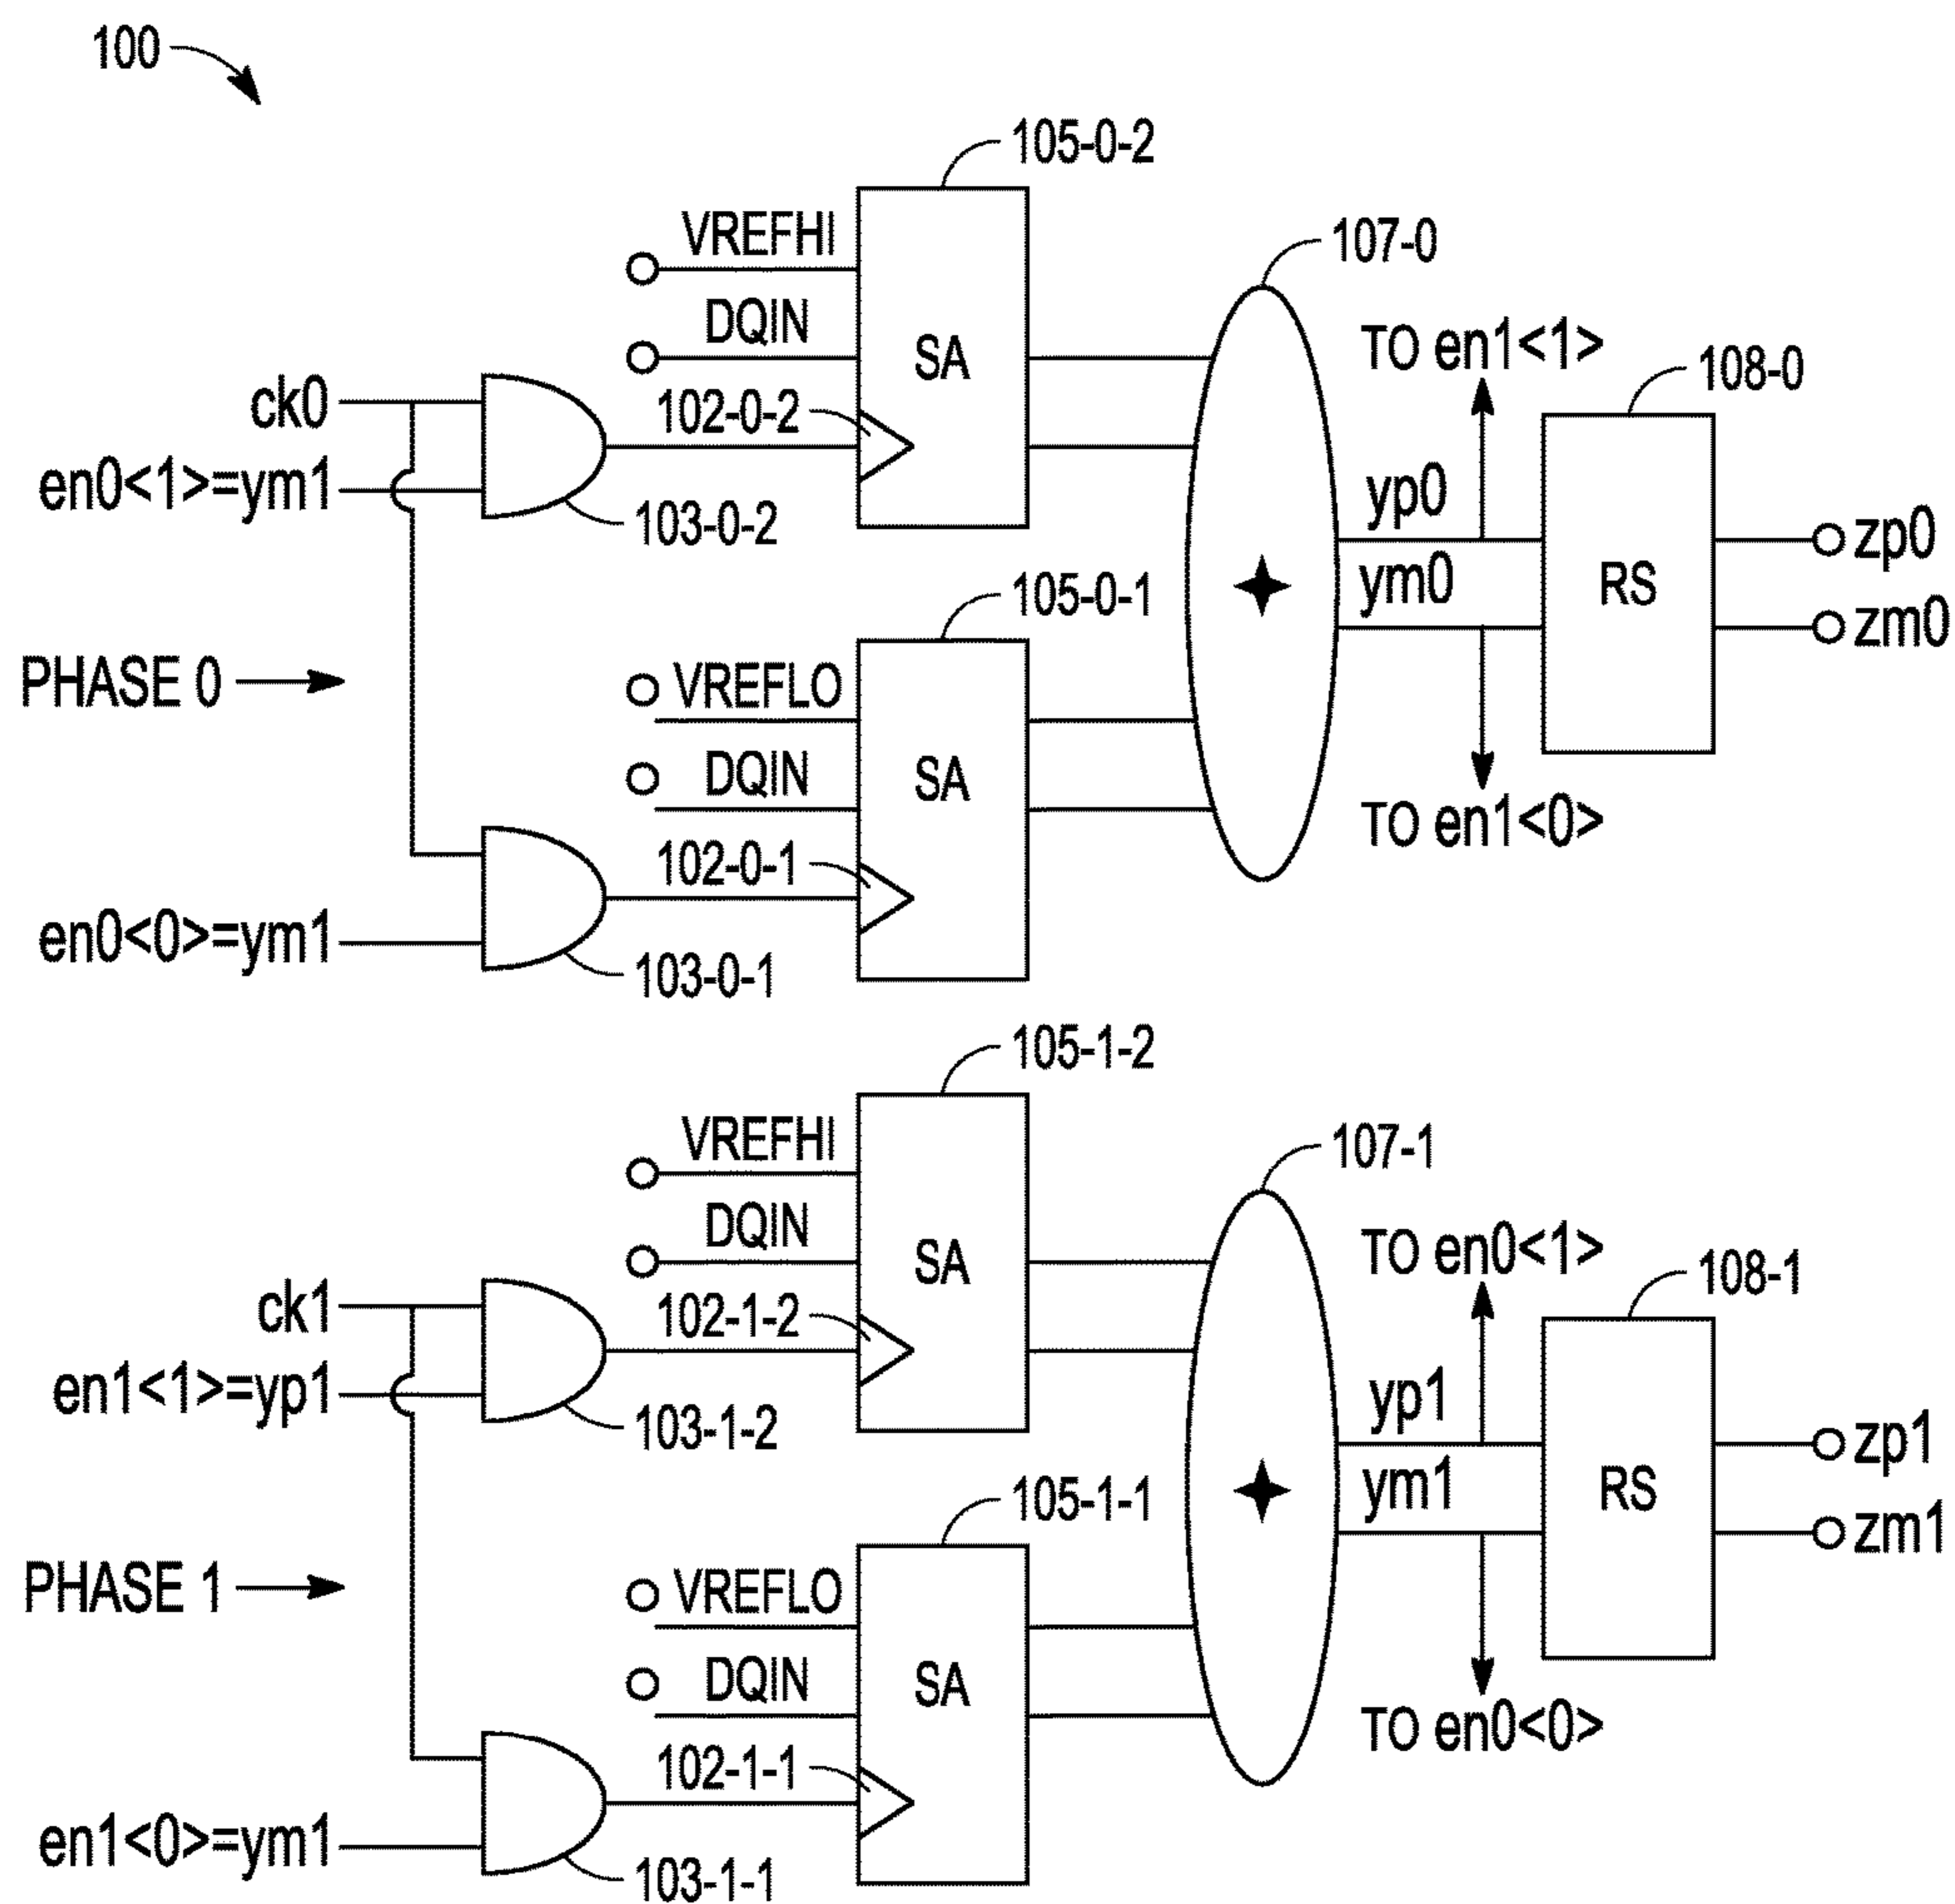 100
105-0-2
VREFHI
107-0
DQIN
SA
TO en1<1>
108-0
ck0
102-0-2
en0<1>=ym1
yp0
103-0-2
zp0
105-0-1
ym0
RS
zm0
PHASE 0
VREFLO
DQIN
SA
TO en1<0>
102-0-1
en0<0>=ym1
103-0-1
105-1-2
VREFHI
107-1
DQIN
SA
TO en0<1>
108-1
ck1
102-1-2
en1<1>=yp1
yp1
103-1-2
zp1
105-1-1
ym1
RS
zm1
PHASE 1
VREFLO
DQIN
SA
TO en0<0>
102-1-1
en1<0>=ym1
103-1-1